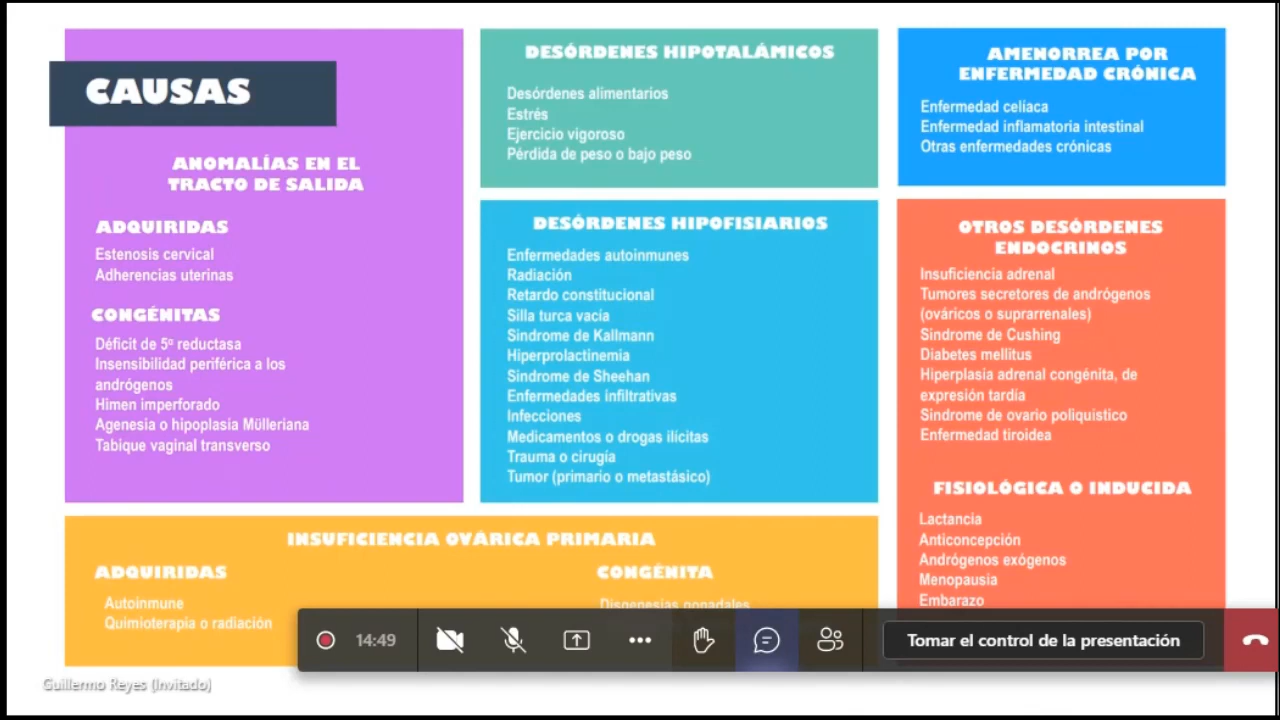 CAUSAS
ANOMALÍAS EN EL
TRACTO DE SALIDA
ADQUIRIDAS
Estenosis cervical
Adherencias uterinas
CONGÉNITAS
Déficit de 5ª reductasa
Insensibilidad periférica a los
andrógenos
Himen imperforado
Agenesia o hipoplasia Mülleriana
Tabique vaginal transverso
DESÓRDENES HIPOTALÁMICOS
Desórdenes alimentarios
Estrés
Ejercicio vigoroso
Pérdida de peso o bajo peso
DESÓRDENES HIPOFISIARIOS
Enfermedades autoinmunes
Radiación
Retardo constitucional
Silla turca vacía
Sindrome de Kallmann
Hiperprolactinemia
Sindrome de Sheehan
Enfermedades infiltrativas
Infecciones
Medicamentos o drogas ilícitas
Trauma o cirugía
Tumor (primario o metastásico)
AMENORREA POR
ENFERMEDAD CRÓNICA
Enfermedad celíaca
Enfermedad inflamatoria intestinal
Otras enfermedades crónicas
OTROS DESÓRDENES
ENDOCRINOS
Insuficiencia adrenal
Tumores secretores de andrógenos
(ováricos o suprarrenales)
Sindrome de Cushing
Diabetes mellitus
Hiperplasia adrenal congénita, de
expresión tardía
Síndrome de ovario poliquístico
Enfermedad tiroidea
FISIOLÓGICA O INDUCIDA
Lactancia
Anticoncepción
Andrógenos exógenos
Menopausia
Embarazo
INSUFICIENCIA OVÁRICA PRIMARIA
ADQUIRIDAS
Autoinmune
Quimioterapia o radiación
CONGÉNITA
Disgenesias gonadales
14:49
Tomar el control de la presentación
Guillermo Reyes (Invitado)